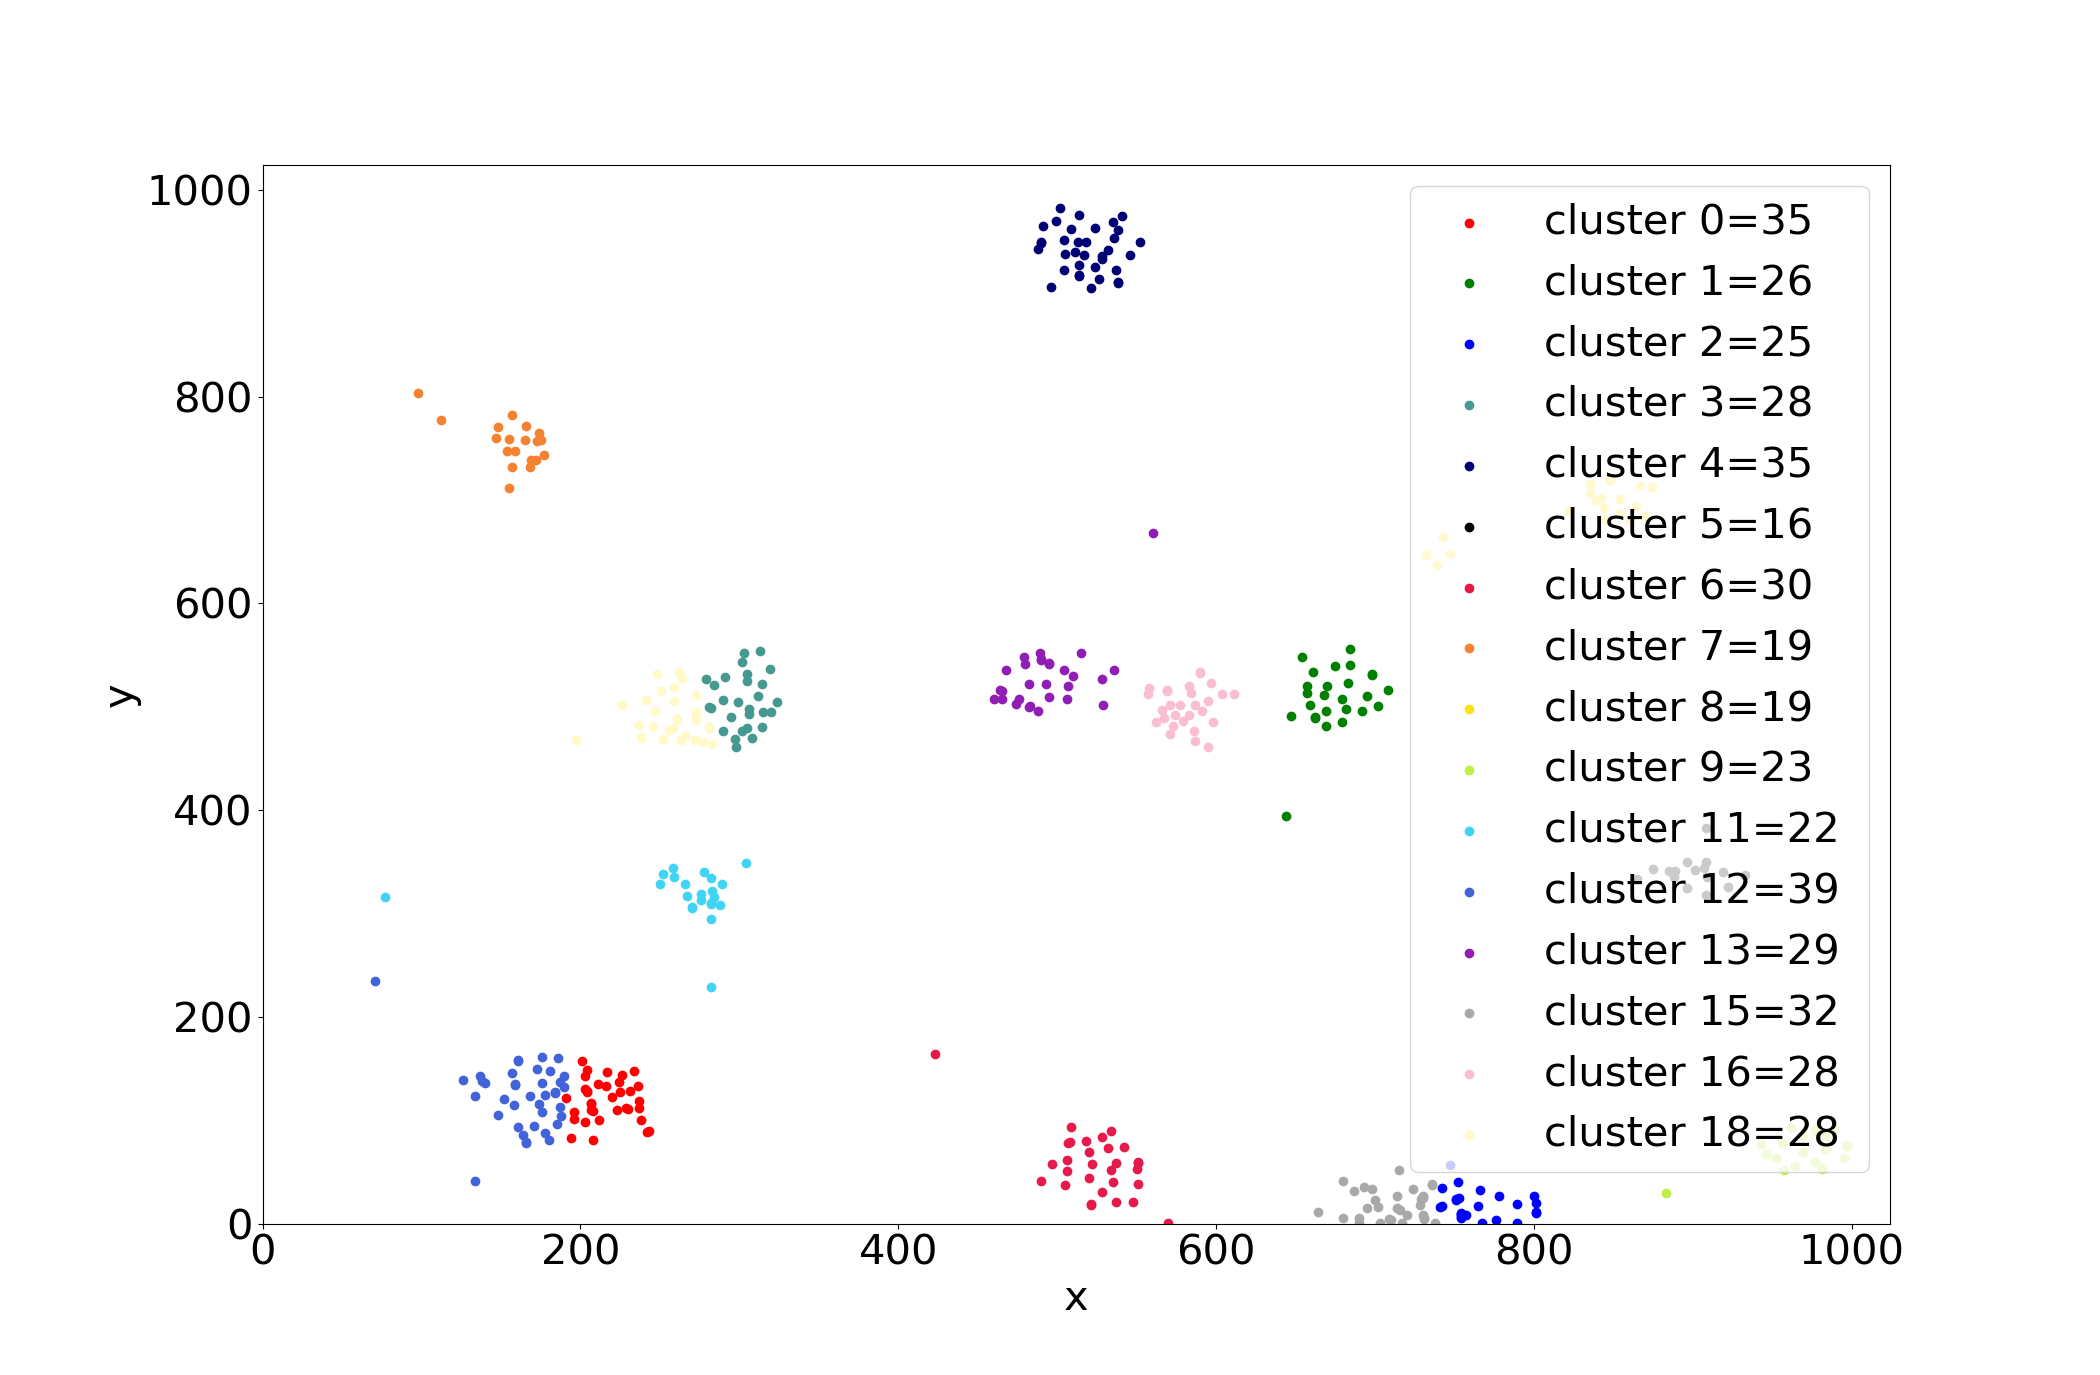 1000
800
600
400
200
0
y
0 200 400 600 800 1000
x
cluster 0=35
cluster 1=26
cluster 2=25
cluster 3=28
cluster 4=35
cluster 5=16
cluster 6=30
cluster 7=19
cluster 8=19
cluster 9=23
cluster 11=22
cluster 12=39
cluster 13=29
cluster 15=32
cluster 16=28
cluster 18=28